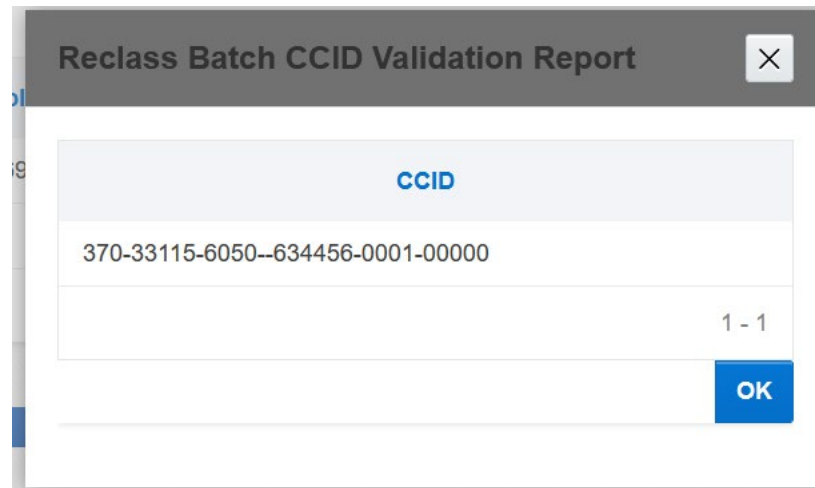 Reclass Batch CCID Validation Report
CCID
370-33115-6050--634456-0001-00000
1 - 1
OK